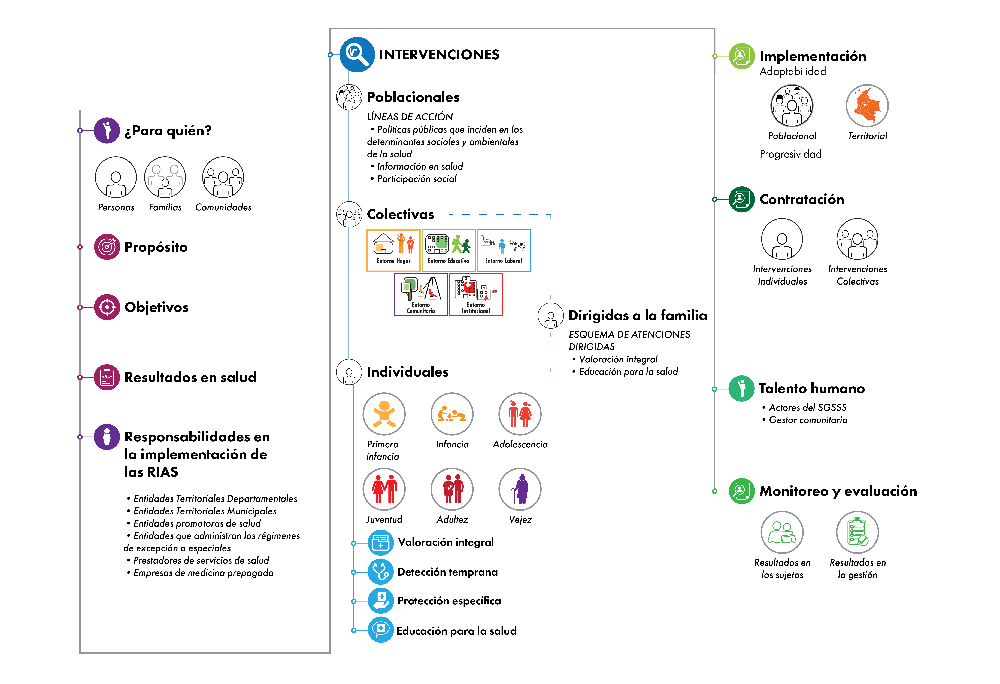 ¿Para quién?
Personas
Familias
Comunidades
Propósito
Objetivos
Resultados en salud
Responsabilidades en
la implementación de
las RIAS
• Entidades Territoriales Departamentales
• Entidades Territoriales Municipales
• Entidades promotoras de salud
• Entidades que administran los régimenes
de excepción o especiales
• Prestadores de servicios de salud
• Empresas de medicina prepagada
INTERVENCIONES
Poblacionales
LÍNEAS DE ACCIÓN
• Políticas públicas que inciden en los
determinantes sociales y ambientales
de la salud
• Información en salud
• Participación social
Colectivas
Entorno Hogar
Entorno Educativo
Entorno Laboral
Entorno
Comunitario
Entorno
Institucional
Dirigidas a la familia
ESQUEMA DE ATENCIONES
DIRIGIDAS
• Valoración integral
• Educación para la salud
Individuales
Primera
infancia
Infancia
Adolescencia
Juventud
Adultez
Vejez
Valoración integral
Detección temprana
Protección específica
Educación para la salud
Implementación
Adaptabilidad
Poblacional
Territorial
Progresividad
Contratación
Intervenciones
Individuales
Intervenciones
Colectivas
Talento humano
• Actores del SGSSS
• Gestor comunitario
Monitoreo y evaluación
Resultados en
los sujetos
Resultados en
la gestión